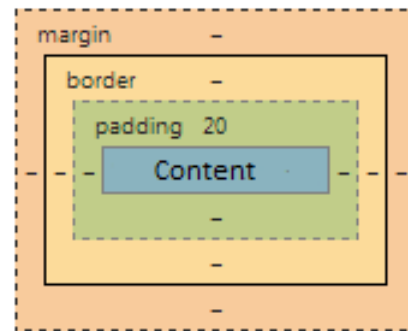 margin -
border -
padding 20
- - - Content - - -
-
-
-